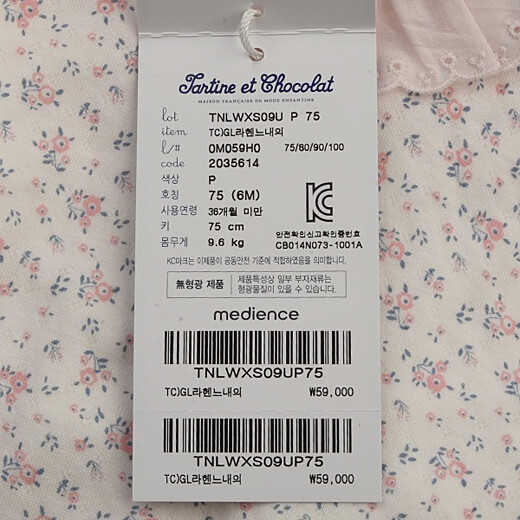 Tartine et Chocolat
MAISON FRANÇAISE DE MODE ENFANTINE
lot TNLWXS09U P 75
item TC)GL라헨느내의
l/# 0M059H0 75/80/90/100
code 2035614
색상 P
호칭 75 (6M)
사용연령 36개월 미만
키 75 cm
몸무게 9.6 kg
안전확인신고확인증번호
CB014N073-1001A
KC마크는 이제품이 공통안전 기준에 적합하였음을 의미합니다.
無형광 제품
제품특성상 일부 부자재류는
형광물질이 있을 수 있습니다.
medience
TNLWXS09UP75
TC)GL라헨느내의 ₩59,000
TNLWXS09UP75
TC)GL라헨느내의 ₩59,000